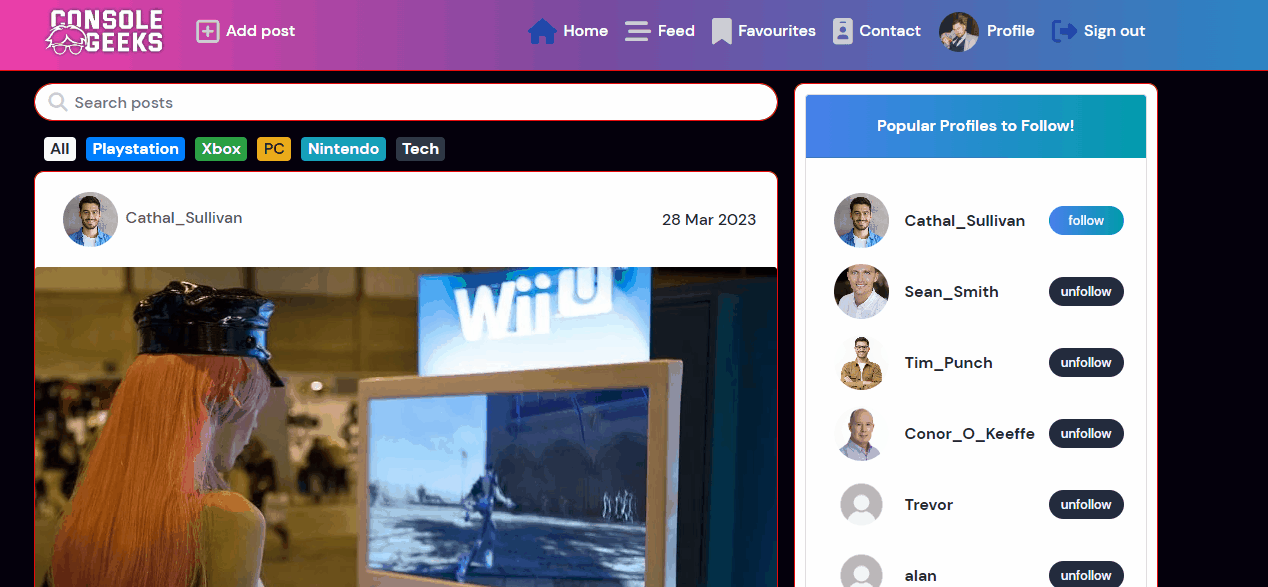 CONSOLE
GEEKS
Add post
Home
Feed
Favourites
Contact
Profile
Sign out
Search posts
All
Playstation
Xbox
PC
Nintendo
Tech
Cathal_Sullivan
28 Mar 2023
Wii U
Popular Profiles to Follow!
Cathal_Sullivan
follow
Sean_Smith
unfollow
Tim_Punch
unfollow
Conor_O_Keeffe
unfollow
Trevor
unfollow
alan
unfollow